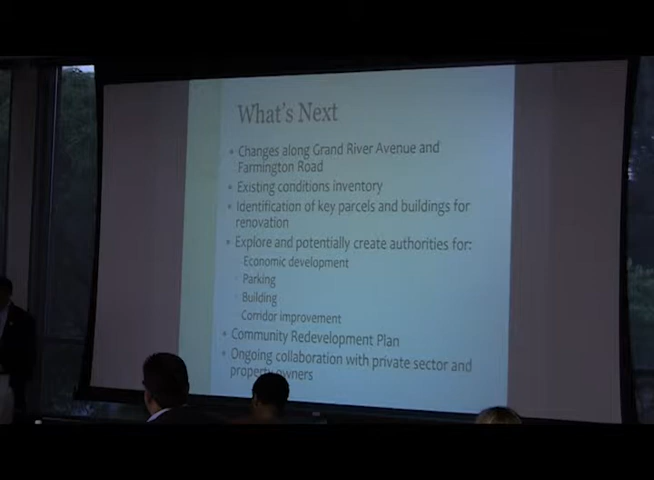 What's Next
Changes along Grand River Avenue and
Farmington Road
Existing conditions inventory
Identification of key parcels and buildings for
renovation
Explore and potentially create authorities for:
Economic development
Parking
Building
Corridor improvement
Community Redevelopment Plan
Ongoing collaboration with private sector and
property owners